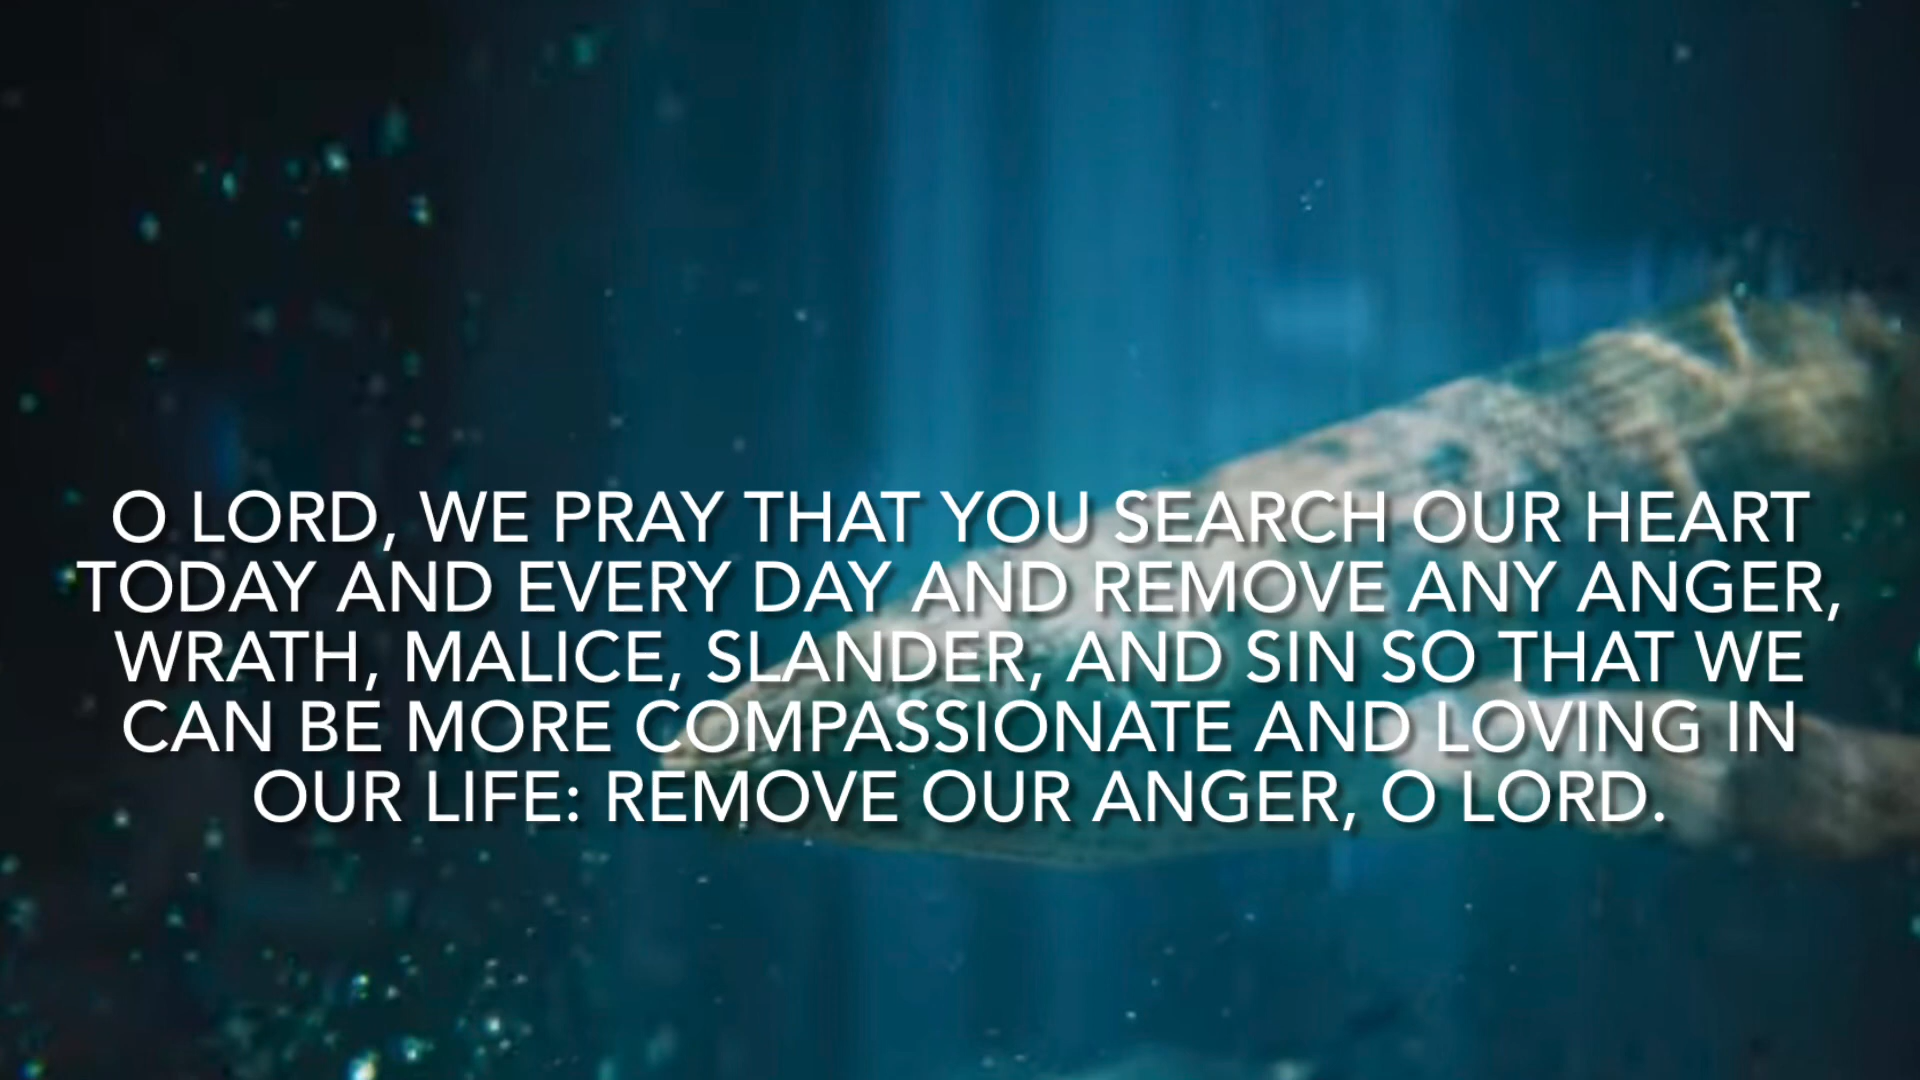 O LORD, WE PRAY THAT YOU SEARCH OUR HEART
TODAY AND EVERY DAY AND REMOVE ANY ANGER,
WRATH, MALICE, SLANDER, AND SIN SO THAT WE
CAN BE MORE COMPASSIONATE AND LOVING IN
OUR LIFE: REMOVE OUR ANGER, O LORD.